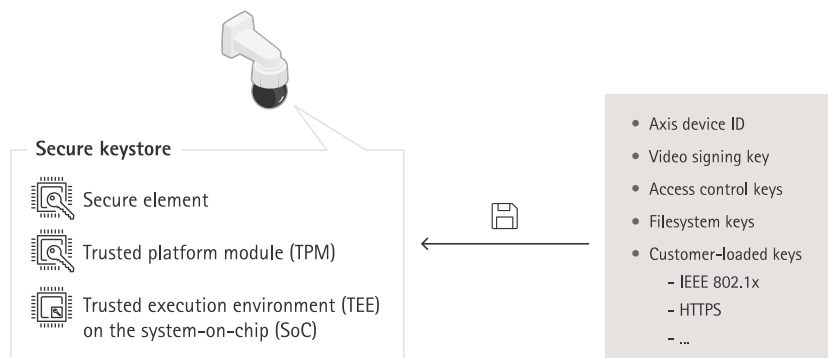 Secure keystore
Secure element
Trusted platform module (TPM)
Trusted execution environment (TEE)
on the system-on-chip (SoC)
• Axis device ID
• Video signing key
• Access control keys
• Filesystem keys
• Customer-loaded keys
- IEEE 802.1x
- HTTPS
- ...